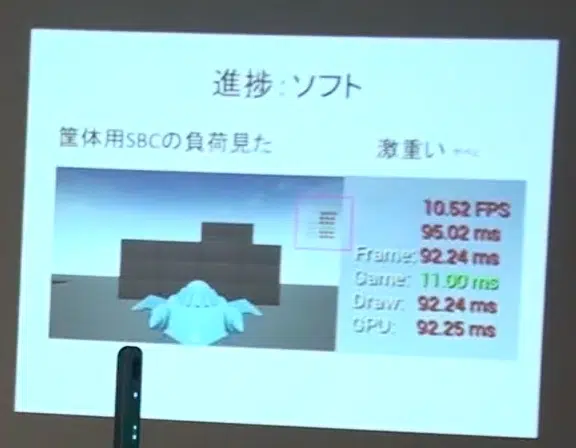 進捗:ソフト
筐体用SBCの負荷見た
激重い
10.52 FPS
95.02 ms
Frame: 92.24 ms
Game: 11.00 ms
Draw: 92.24 ms
GPU: 92.25 ms